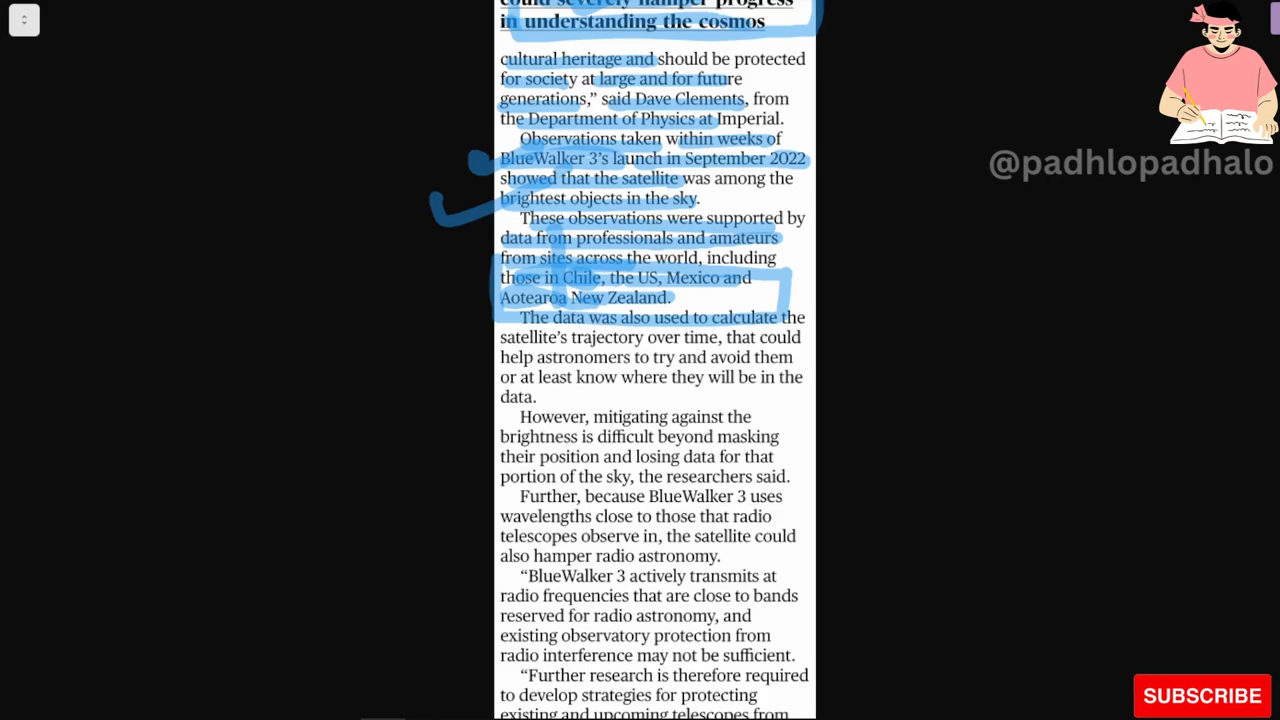 could severely hamper progress
in understanding the cosmos
cultural heritage and should be protected
for society at large and for future
generations,” said Dave Clements, from
the Department of Physics at Imperial.
Observations taken within weeks of
BlueWalker 3’s launch in September 2022
showed that the satellite was among the
brightest objects in the sky.
These observations were supported by
data from professionals and amateurs
from sites across the world, including
those in Chile, the US, Mexico and
Aotearoa New Zealand.
The data was also used to calculate the
satellite’s trajectory over time, that could
help astronomers to try and avoid them
or at least know where they will be in the
data.
However, mitigating against the
brightness is difficult beyond masking
their position and losing data for that
portion of the sky, the researchers said.
Further, because BlueWalker 3 uses
wavelengths close to those that radio
telescopes observe in, the satellite could
also hamper radio astronomy.
“BlueWalker 3 actively transmits at
radio frequencies that are close to bands
reserved for radio astronomy, and
existing observatory protection from
radio interference may not be sufficient.
“Further research is therefore required
to develop strategies for protecting
existing and upcoming telescopes from
@padhlopadhalo
SUBSCRIBE